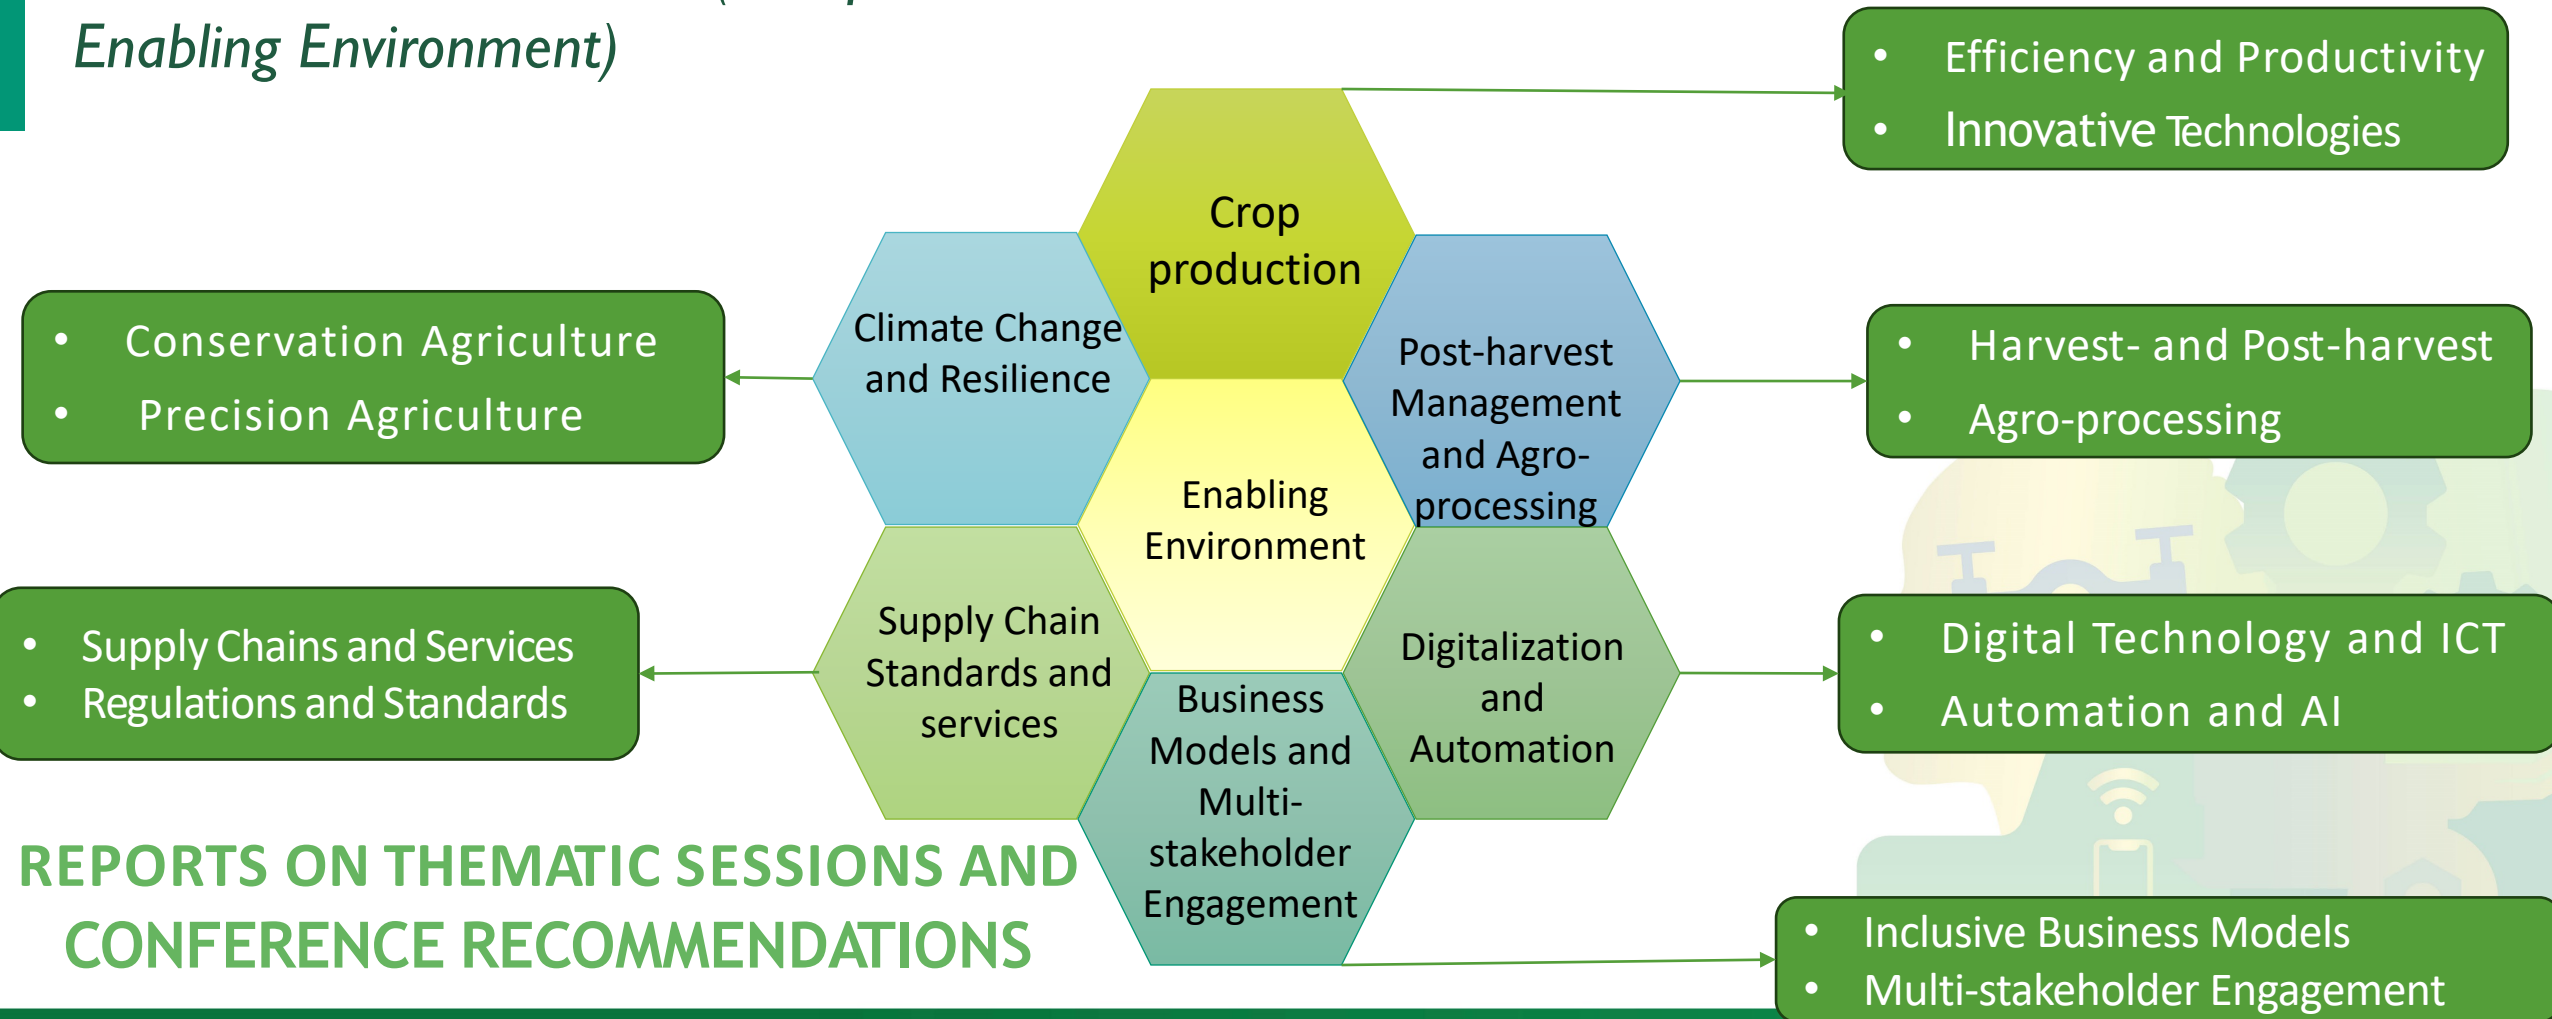 Enabling Environment)
• Efficiency and Productivity
• Innovative Technologies
Crop
production
Climate Change
and Resilience
Post-harvest
Management
and Agro-
processing
• Conservation Agriculture
• Precision Agriculture
• Harvest- and Post-harvest
• Agro-processing
Enabling
Environment
Supply Chain
Standards and
services
Digitalization
and
Automation
• Supply Chains and Services
• Regulations and Standards
• Digital Technology and ICT
• Automation and AI
Business
Models and
Multi-
stakeholder
Engagement
REPORTS ON THEMATIC SESSIONS AND
CONFERENCE RECOMMENDATIONS
• Inclusive Business Models
• Multi-stakeholder Engagement